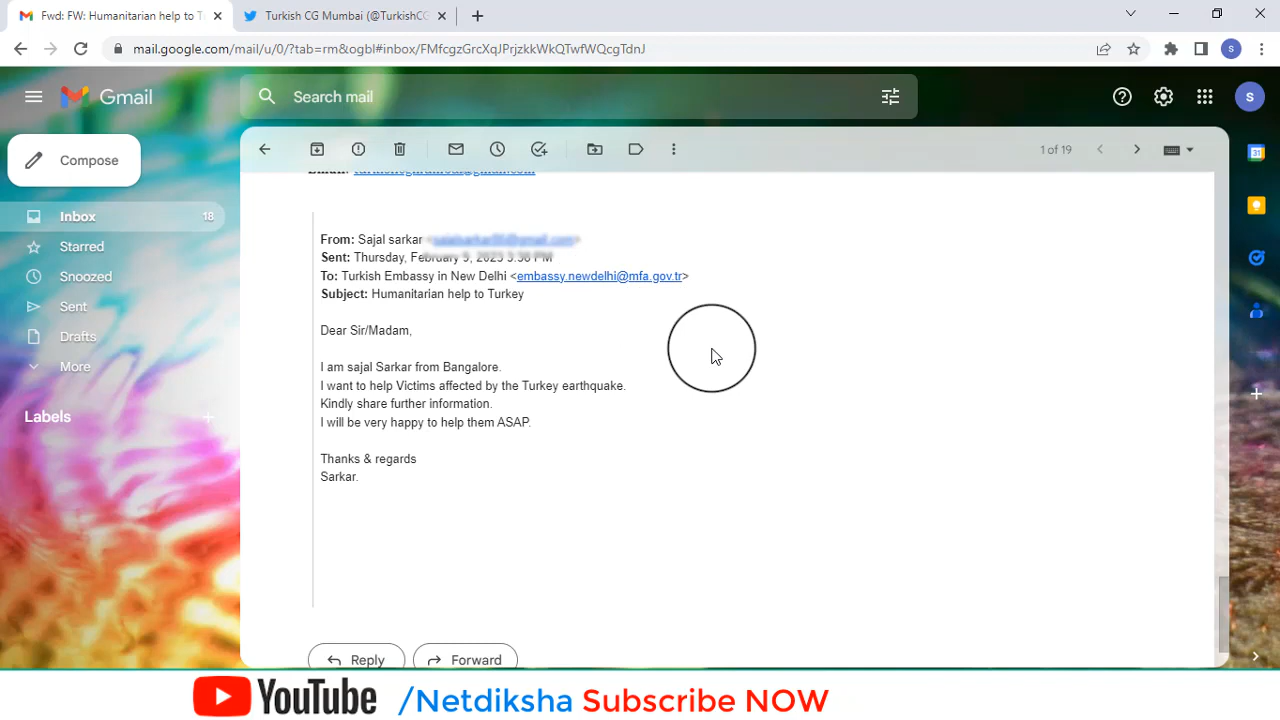 Fwd: FW: Humanitarian help to T
Turkish CG Mumbai (@TurkishCG
mail.google.com/mail/u/0/?tab=rm&ogbl#inbox/FMfcgzGrcXqJPrjzkkWkQTwfWQcgTdnJ
S
Gmail
Search mail
S
Compose
1 of 19
Inbox 18
Starred
Snoozed
Sent
Drafts
More
Labels
From: Sajal sarkar
Sent: Thursday, February 9, 2023
To: Turkish Embassy in New Delhi <embassy.newdelhi@mfa.gov.tr>
Subject: Humanitarian help to Turkey
Dear Sir/Madam,
I am sajal Sarkar from Bangalore.
I want to help Victims affected by the Turkey earthquake.
Kindly share further information.
I will be very happy to help them ASAP.
Thanks & regards
Sarkar.
Reply
Forward
YouTube /Netdiksha Subscribe NOW